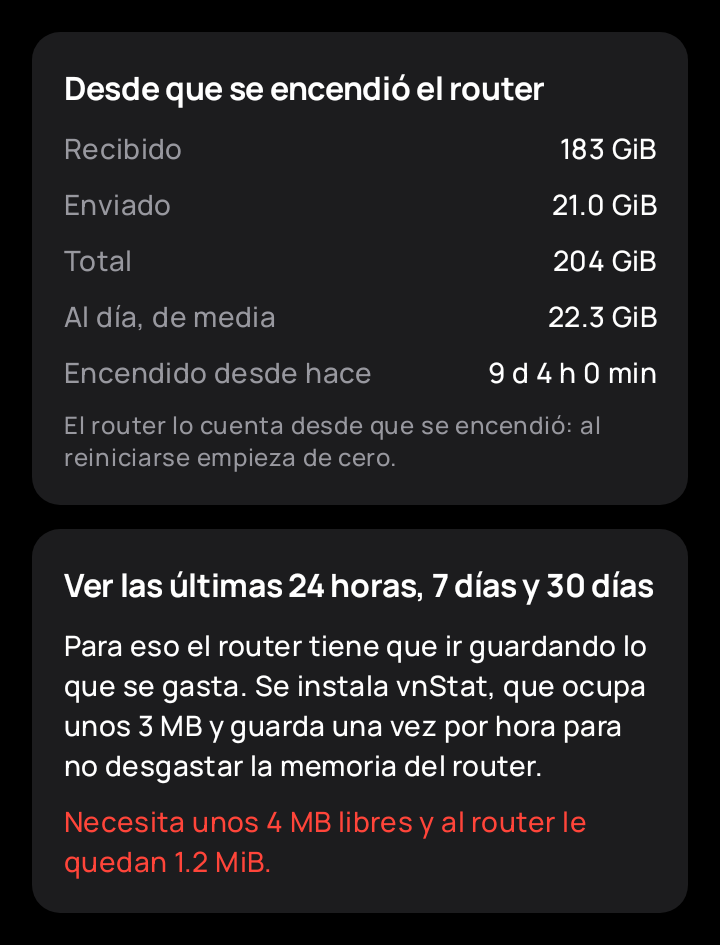 Desde que se encendió el router
Recibido 183 GiB
Enviado 21.0 GiB
Total 204 GiB
Al día, de media 22.3 GiB
Encendido desde hace 9 d 4 h 0 min
El router lo cuenta desde que se encendió: al
reiniciarse empieza de cero.
Ver las últimas 24 horas, 7 días y 30 días
Para eso el router tiene que ir guardando lo
que se gasta. Se instala vnStat, que ocupa
unos 3 MB y guarda una vez por hora para
no desgastar la memoria del router.
Necesita unos 4 MB libres y al router le
quedan 1.2 MiB.